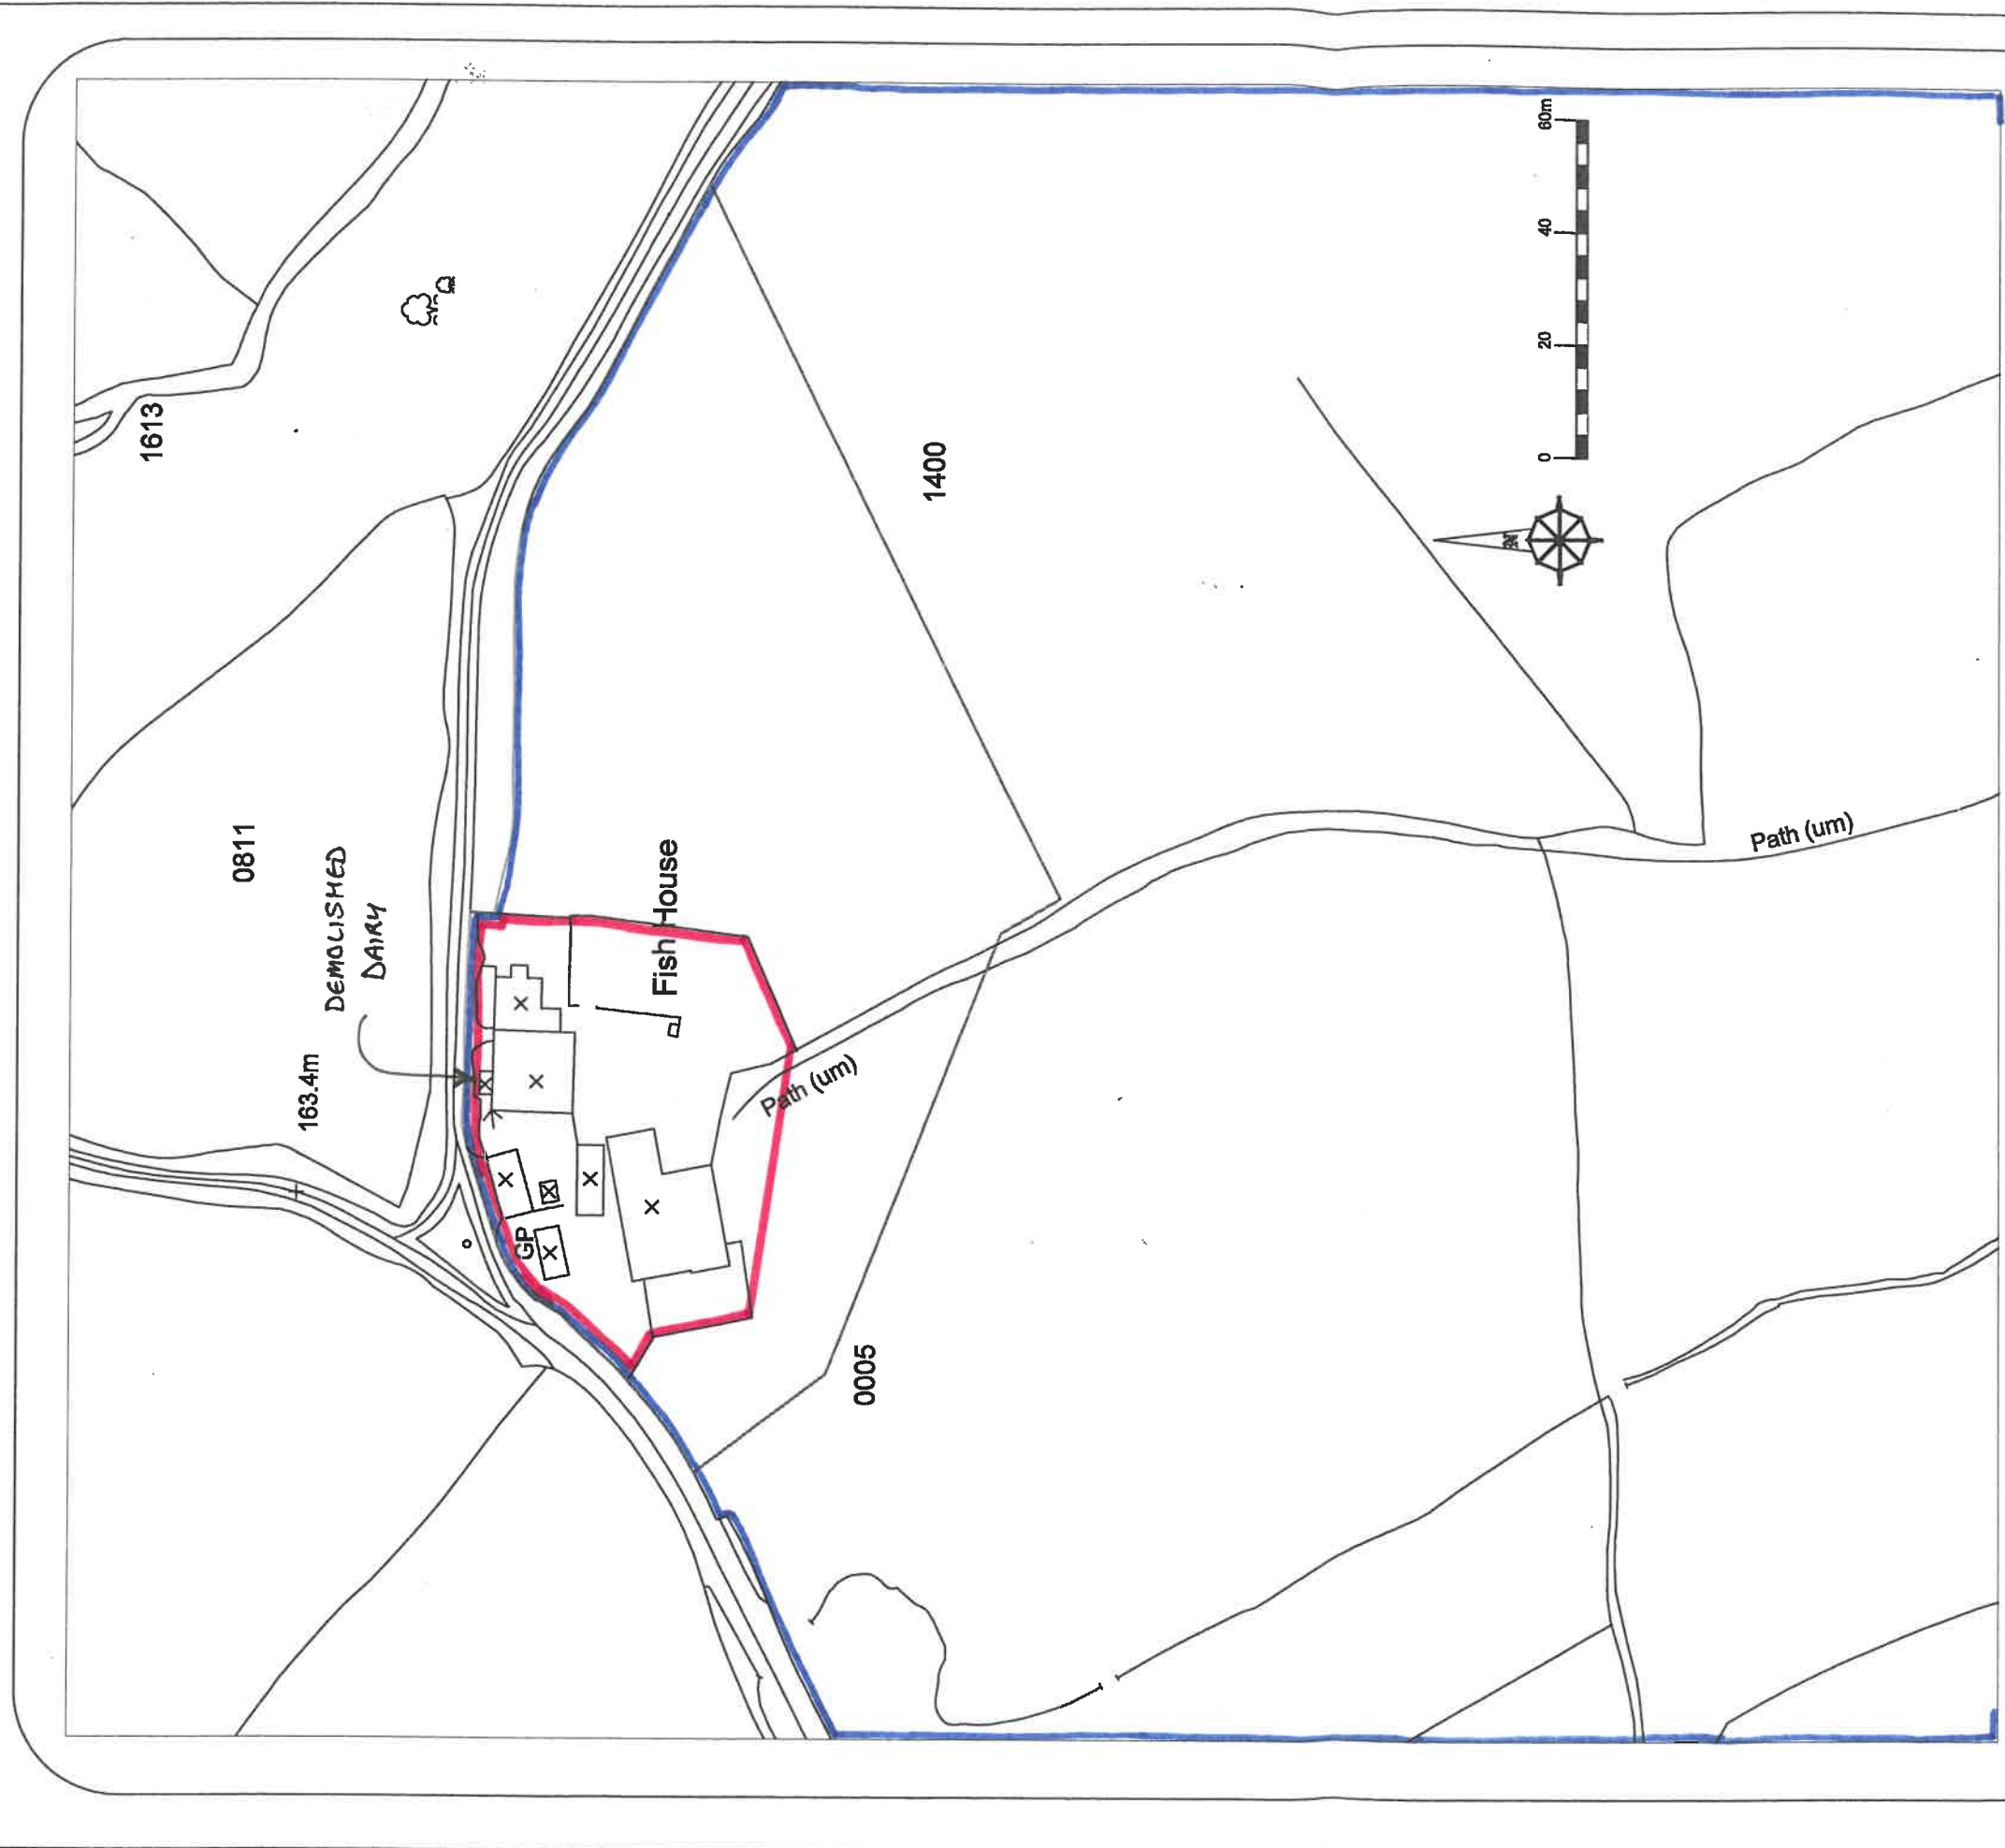 1613
0811
DEMOLISHED
DAIRY
163.4m
Fish House
GP
Path (um)
1400
0005
Path (um)
0
20
40
60m
N